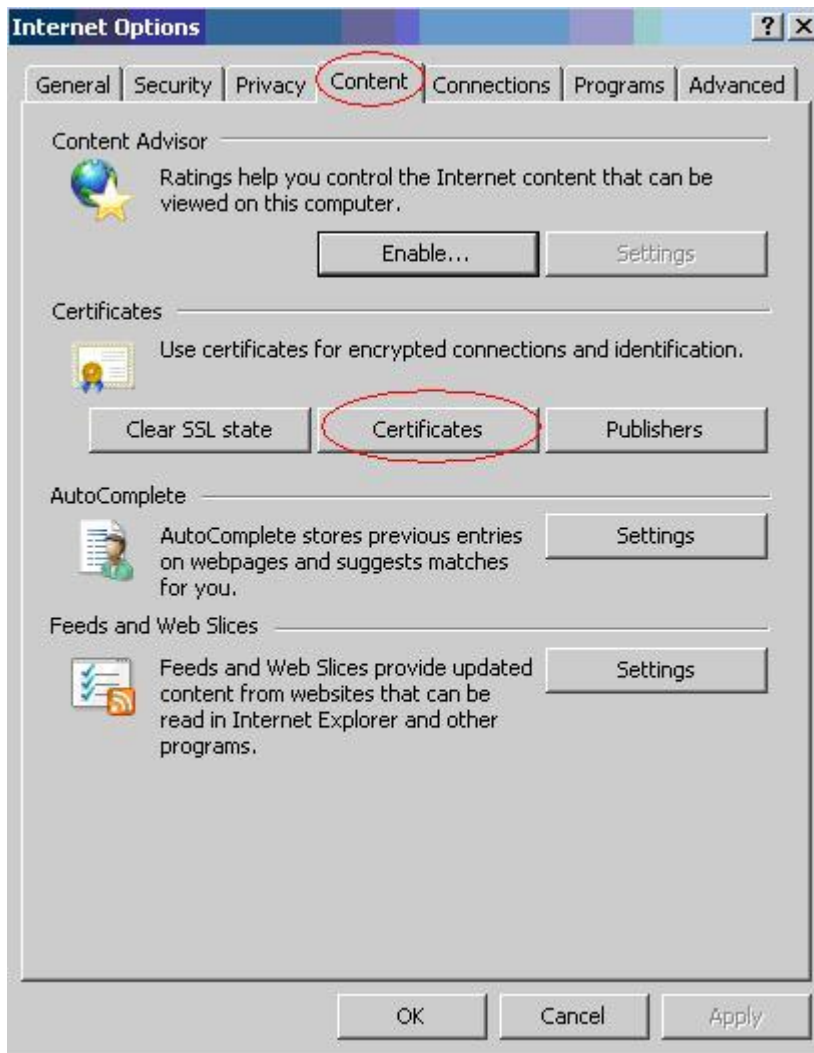 Internet Options ? X
General Security Privacy Content Connections Programs Advanced
Content Advisor
Ratings help you control the Internet content that can be
viewed on this computer.
Enable... Settings
Certificates
Use certificates for encrypted connections and identification.
Clear SSL state Certificates Publishers
AutoComplete
AutoComplete stores previous entries Settings
on webpages and suggests matches
for you.
Feeds and Web Slices
Feeds and Web Slices provide updated Settings
content from websites that can be
read in Internet Explorer and other
programs.
OK Cancel Apply